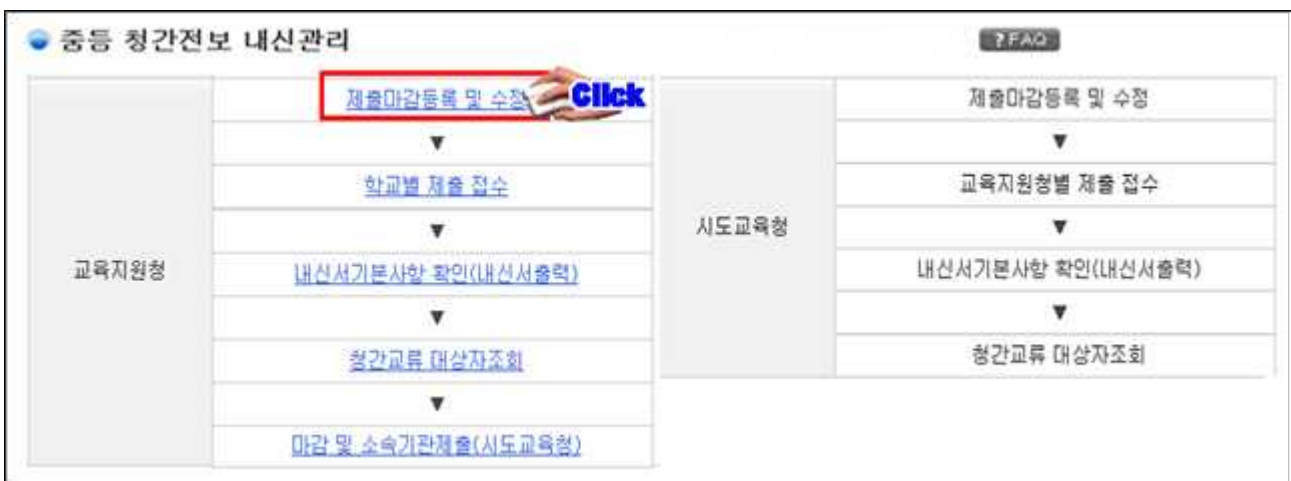 중등 청간전보 내신관리
?FAQ
교육지원청
제출마감등록 및 수정
Click
▼
학교별 제출 접수
▼
내신서기본사항 확인(내신서출력)
▼
청간교류 대상자조회
▼
마감 및 소속기관제출(시도교육청)
시도교육청
제출마감등록 및 수정
▼
교육지원청별 제출 접수
▼
내신서기본사항 확인(내신서출력)
▼
청간교류 대상자조회